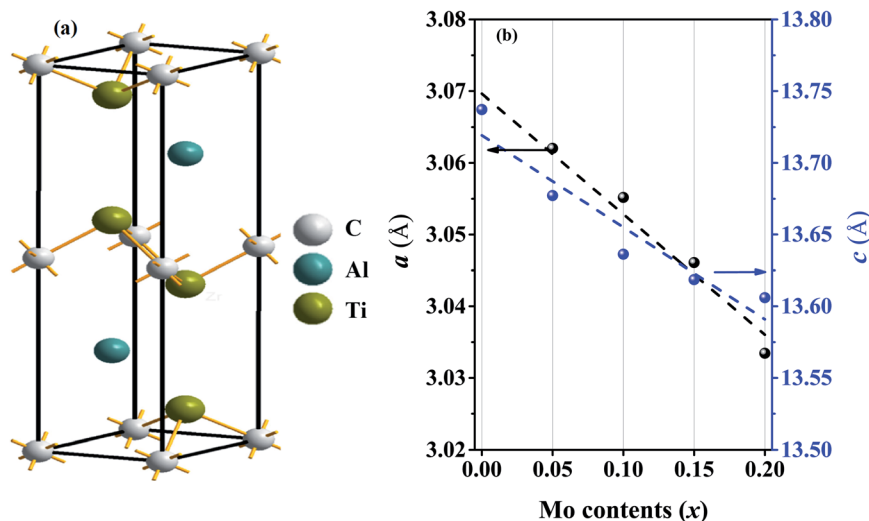 (a)
C
Al
Ti
Zr
(b)
3.08
3.07
3.06
3.05
3.04
3.03
3.02
a (Å)
13.80
13.75
13.70
13.65
13.60
13.55
13.50
c (Å)
0.00 0.05 0.10 0.15 0.20
Mo contents (x)